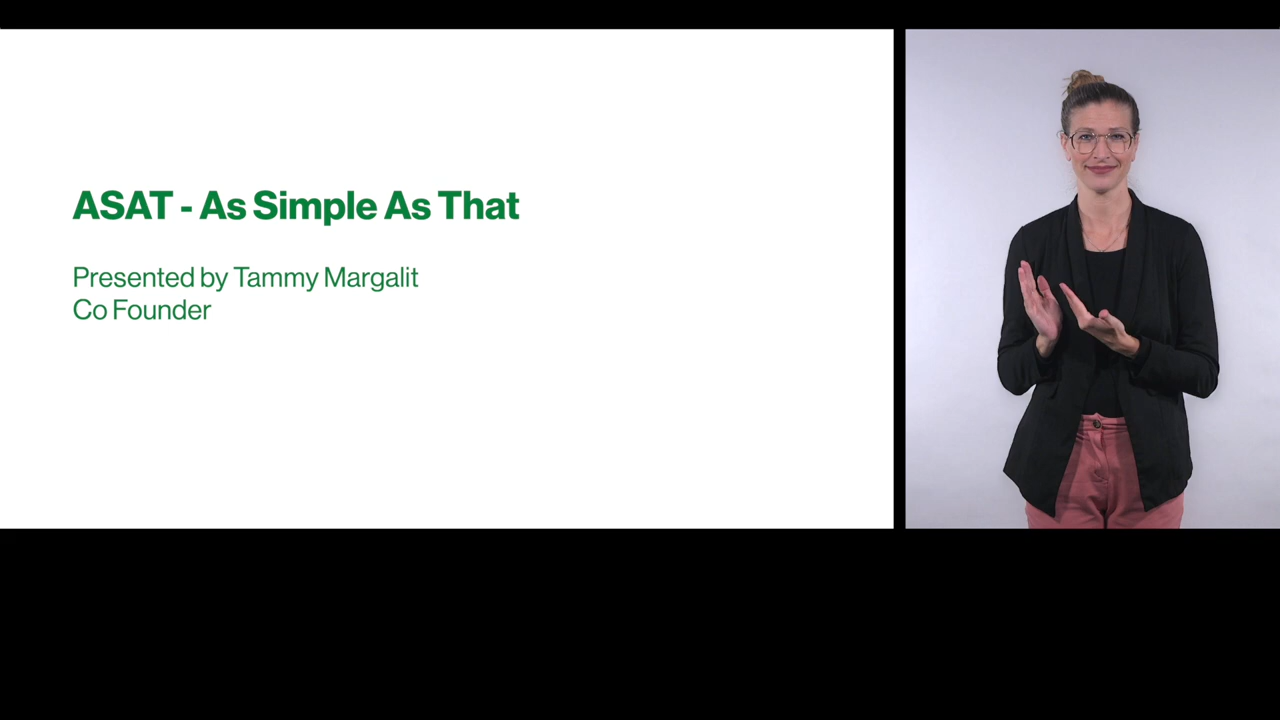 ASAT - As Simple As That
Presented by Tammy Margalit
Co Founder